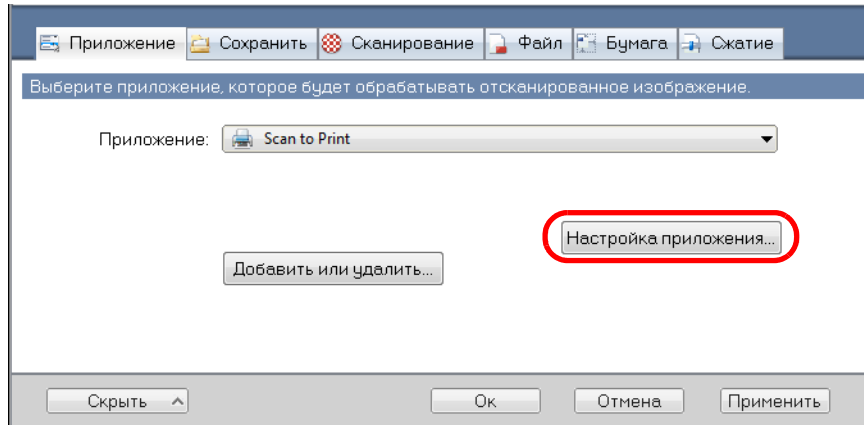 Приложение Сохранить Сканирование Файл Бумага Сжатие
Выберите приложение, которое будет обрабатывать отсканированное изображение.
Приложение: Scan to Print
Настройка приложения...
Добавить или удалить...
Скрыть Ок Отмена Применить